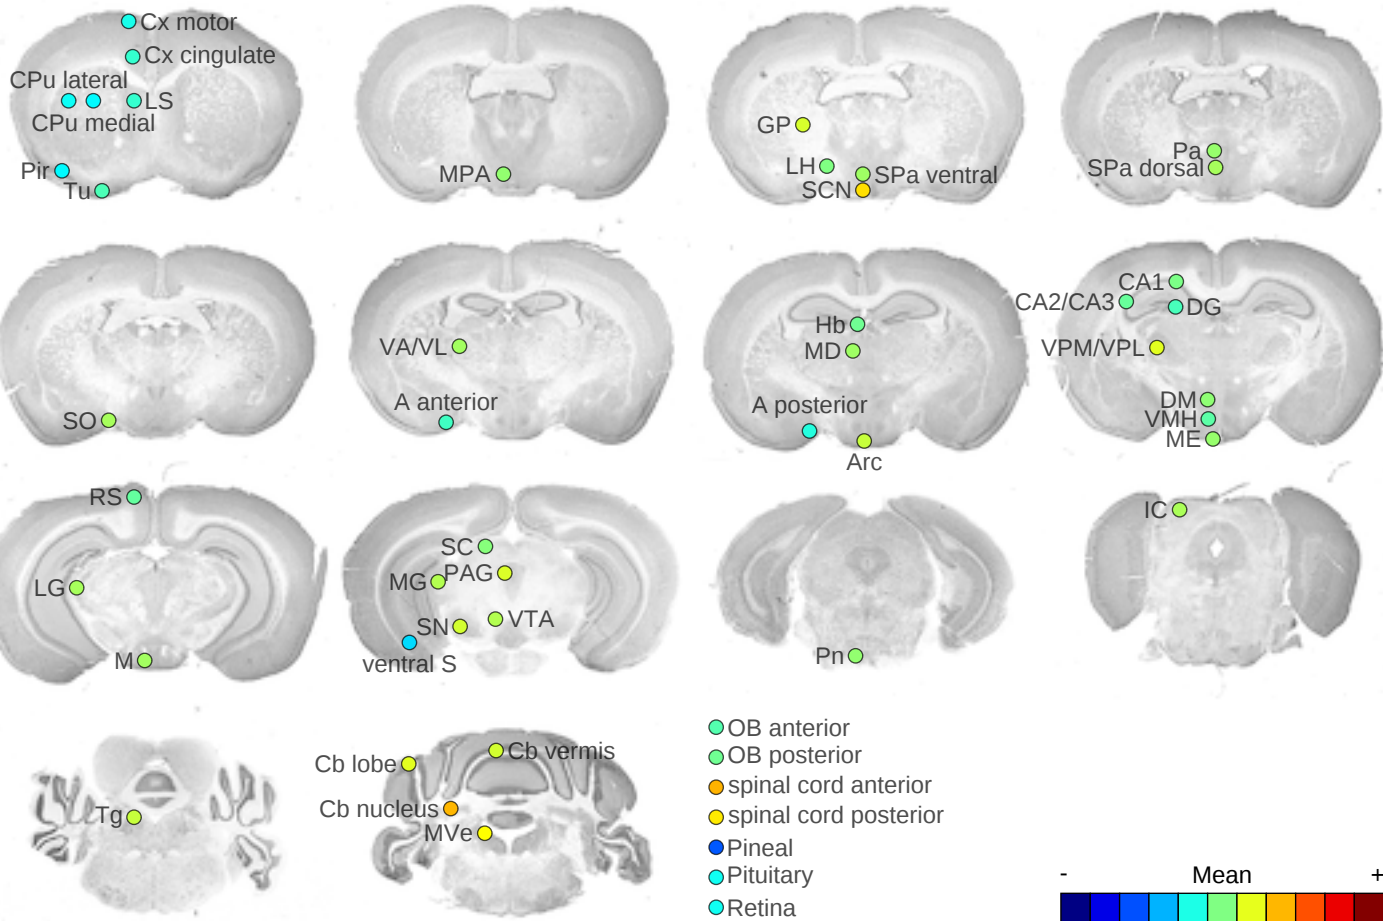 Cx motor
Cx cingulate
CPu lateral
LS
CPu medial
Pir
Tu
MPA
GP
LH
SPa ventral
SCN
Pa
SPa dorsal
SO
VA/VL
A anterior
Hb
MD
A posterior
Arc
CA1
CA2/CA3
DG
VPM/VPL
DM
VMH
ME
RS
LG
M
SC
MG
PAG
SN
VTA
ventral S
Pn
IC
Tg
Cb lobe
Cb vermis
Cb nucleus
MVe
OB anterior
OB posterior
spinal cord anterior
spinal cord posterior
Pineal
Pituitary
Retina
- Mean +